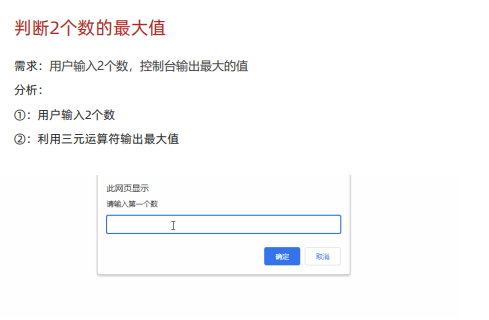 判断2个数的最大值
需求：用户输入2个数，控制台输出最大的值
分析：
①：用户输入2个数
②：利用三元运算符输出最大值
此网页显示
请输入第一个数
确定 取消